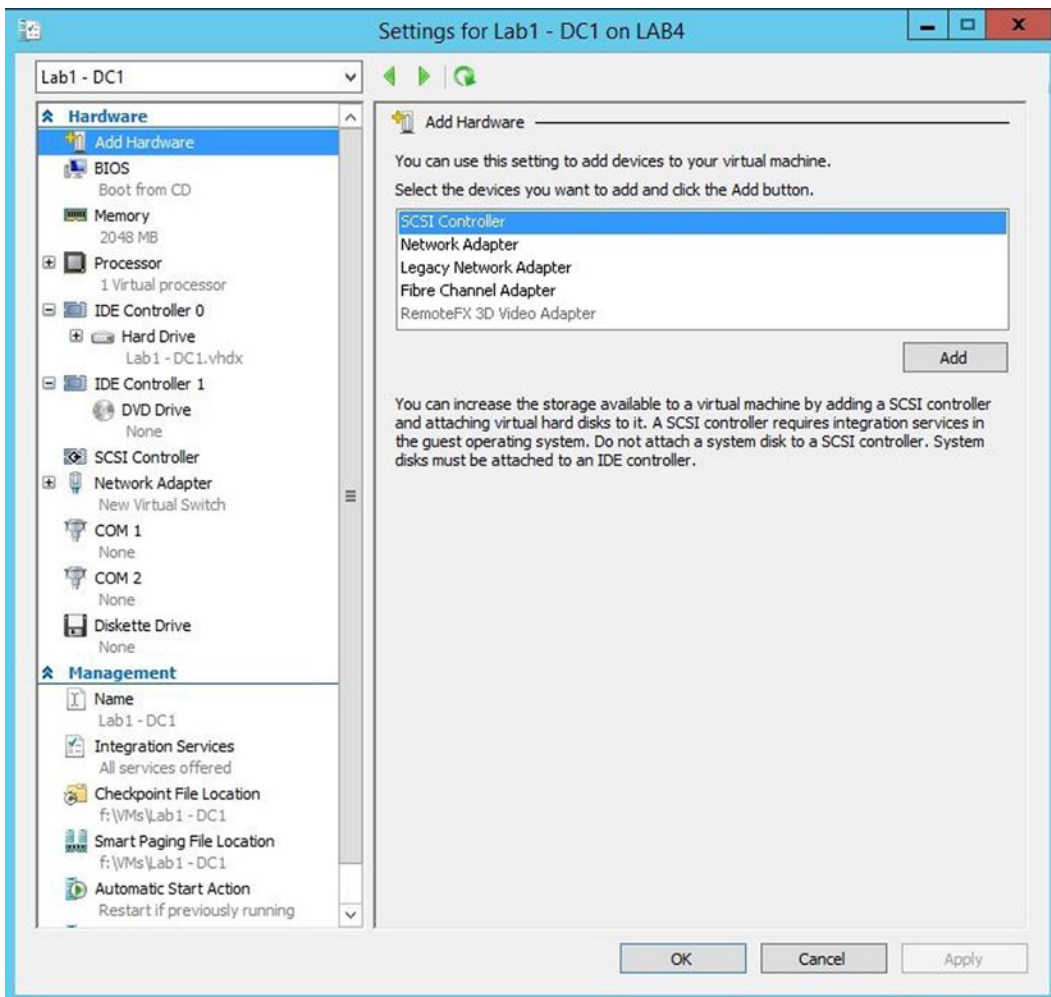 Settings for Lab1 - DC1 on LAB4
Lab1 - DC1
Hardware
Add Hardware
BIOS
Boot from CD
Memory
2048 MB
Processor
1 Virtual processor
IDE Controller 0
Hard Drive
Lab1 - DC1.vhdx
IDE Controller 1
DVD Drive
None
SCSI Controller
Network Adapter
New Virtual Switch
COM 1
None
COM 2
None
Diskette Drive
None
Management
Name
Lab1 - DC1
Integration Services
All services offered
Checkpoint File Location
f:\VMs\Lab1 - DC1
Smart Paging File Location
f:\VMs\Lab1 - DC1
Automatic Start Action
Restart if previously running
Add Hardware
You can use this setting to add devices to your virtual machine.
Select the devices you want to add and click the Add button.
SCSI Controller
Network Adapter
Legacy Network Adapter
Fibre Channel Adapter
RemoteFX 3D Video Adapter
Add
You can increase the storage available to a virtual machine by adding a SCSI controller
and attaching virtual hard disks to it. A SCSI controller requires integration services in
the guest operating system. Do not attach a system disk to a SCSI controller. System
disks must be attached to an IDE controller.
OK
Cancel
Apply